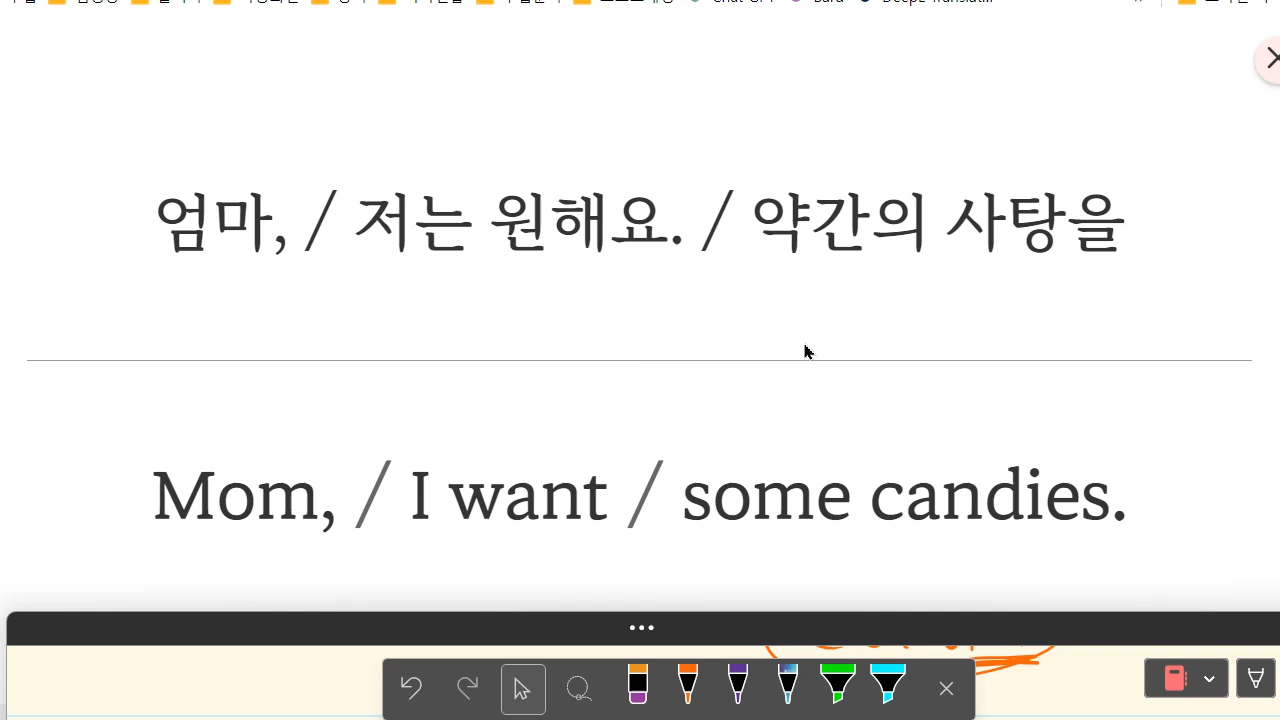 엄마, / 저는 원해요. / 약간의 사탕을
Mom, / I want / some candies.